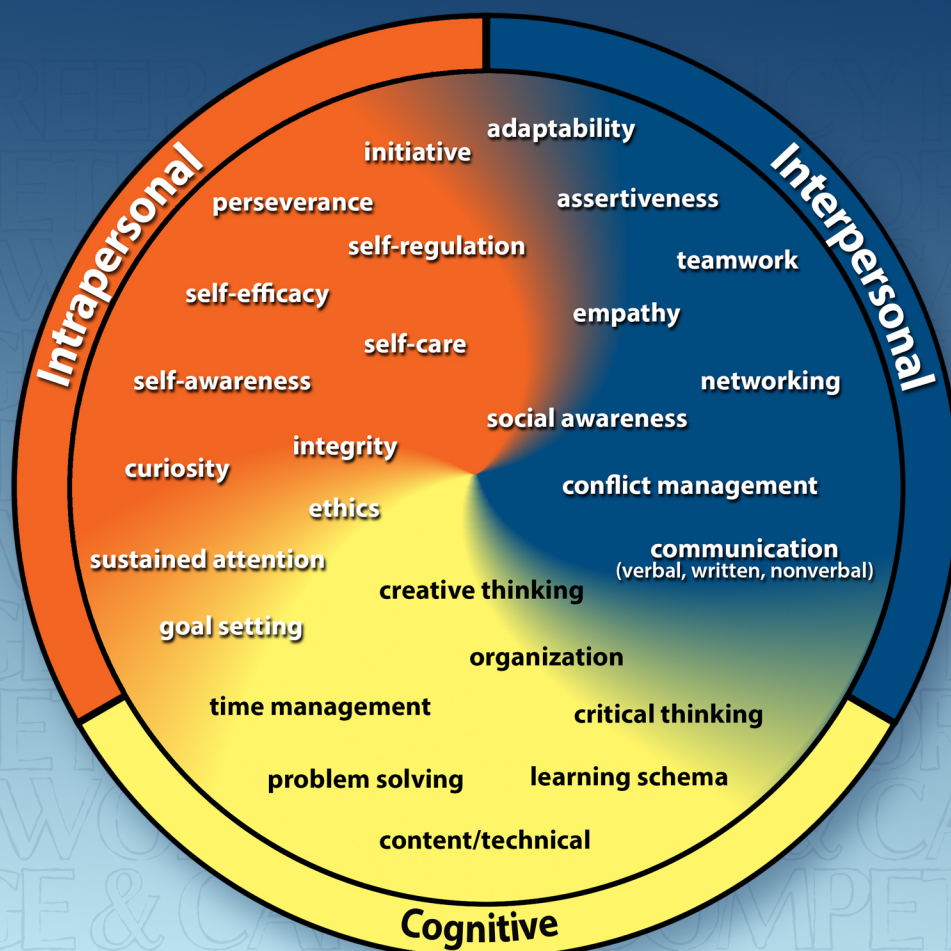 Intrapersonal
Interpersonal
Cognitive
adaptability
initiative
assertiveness
perseverance
self-regulation
teamwork
self-efficacy
empathy
self-care
self-awareness
networking
social awareness
integrity
curiosity
conflict management
ethics
communication
(verbal, written, nonverbal)
sustained attention
creative thinking
goal setting
organization
time management
critical thinking
problem solving
learning schema
content/technical